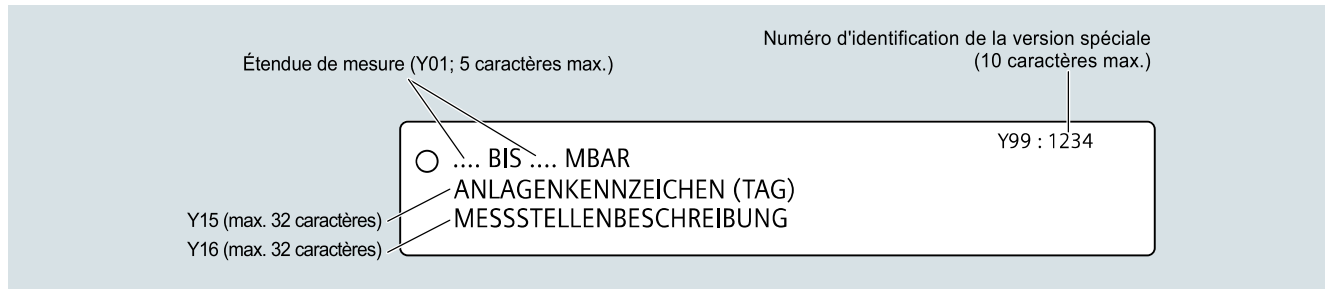 Numéro d'identification de la version spéciale
(10 caractères max.)
Étendue de mesure (Y01; 5 caractères max.)
Y99 : 1234
.... BIS .... MBAR
ANLAGENKENNZEICHEN (TAG)
MESSSTELLENBESCHREIBUNG
Y15 (max. 32 caractères)
Y16 (max. 32 caractères)